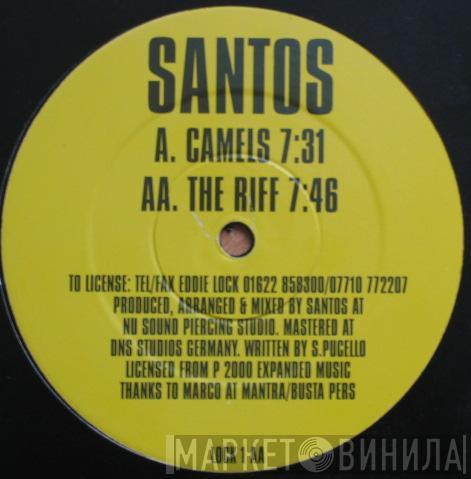 SANTOS
A. CAMELS 7:31
AA. THE RIFF 7:46
TO LICENSE: TEL/FAX EDDIE LOCK 01622 858300/07710 772207
PRODUCED, ARRANGED & MIXED BY SANTOS AT
NU SOUND PIERCING STUDIO. MASTERED AT
DNS STUDIOS GERMANY. WRITTEN BY S.PUCELLO
LICENSED FROM P 2000 EXPANDED MUSIC
THANKS TO MARCO AT MANTRA/BUSTA PERS
LOCK 1-AA
МАРКЕТ ВИНИЛА